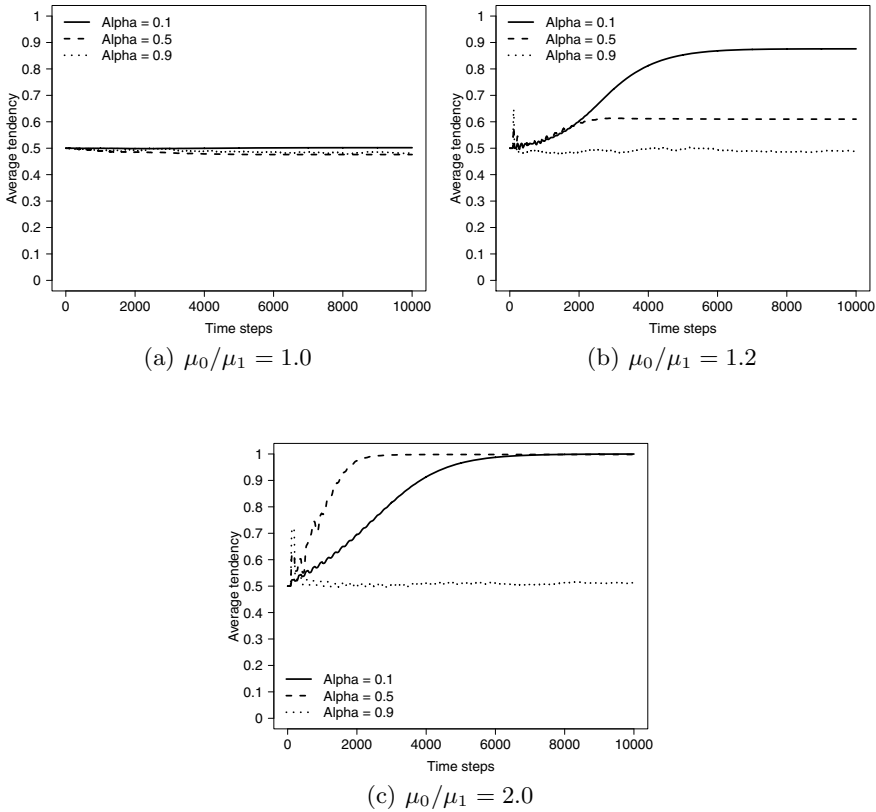 Average tendency
1
0.9
0.8
0.7
0.6
0.5
0.4
0.3
0.2
0.1
0
Alpha = 0.1
Alpha = 0.5
Alpha = 0.9
0 2000 4000 6000 8000 10000
Time steps
(a) μ₀/μ₁ = 1.0
Average tendency
1
0.9
0.8
0.7
0.6
0.5
0.4
0.3
0.2
0.1
0
Alpha = 0.1
Alpha = 0.5
Alpha = 0.9
0 2000 4000 6000 8000 10000
Time steps
(b) μ₀/μ₁ = 1.2
Average tendency
1
0.9
0.8
0.7
0.6
0.5
0.4
0.3
0.2
0.1
0
Alpha = 0.1
Alpha = 0.5
Alpha = 0.9
0 2000 4000 6000 8000 10000
Time steps
(c) μ₀/μ₁ = 2.0